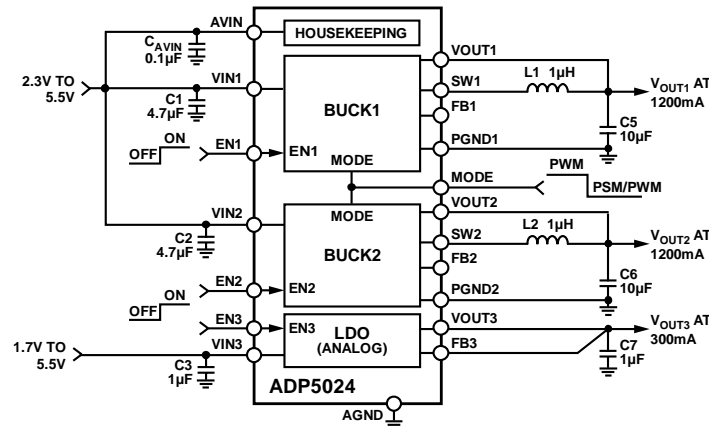 AVIN
HOUSEKEEPING
C_AVIN
0.1µF
VOUT1
2.3V TO
5.5V
VIN1
C1
4.7µF
SW1
L1 1µH
V_OUT1 AT
1200mA
BUCK1
FB1
C5
10µF
ON
OFF
EN1
EN1
PGND1
MODE
MODE
PWM
PSM/PWM
VIN2
MODE
VOUT2
C2
4.7µF
BUCK2
SW2
L2 1µH
V_OUT2 AT
1200mA
FB2
ON
OFF
EN2
EN2
PGND2
C6
10µF
EN3
EN3
LDO
(ANALOG)
VOUT3
V_OUT3 AT
300mA
1.7V TO
5.5V
VIN3
C3
1µF
FB3
C7
1µF
ADP5024
AGND